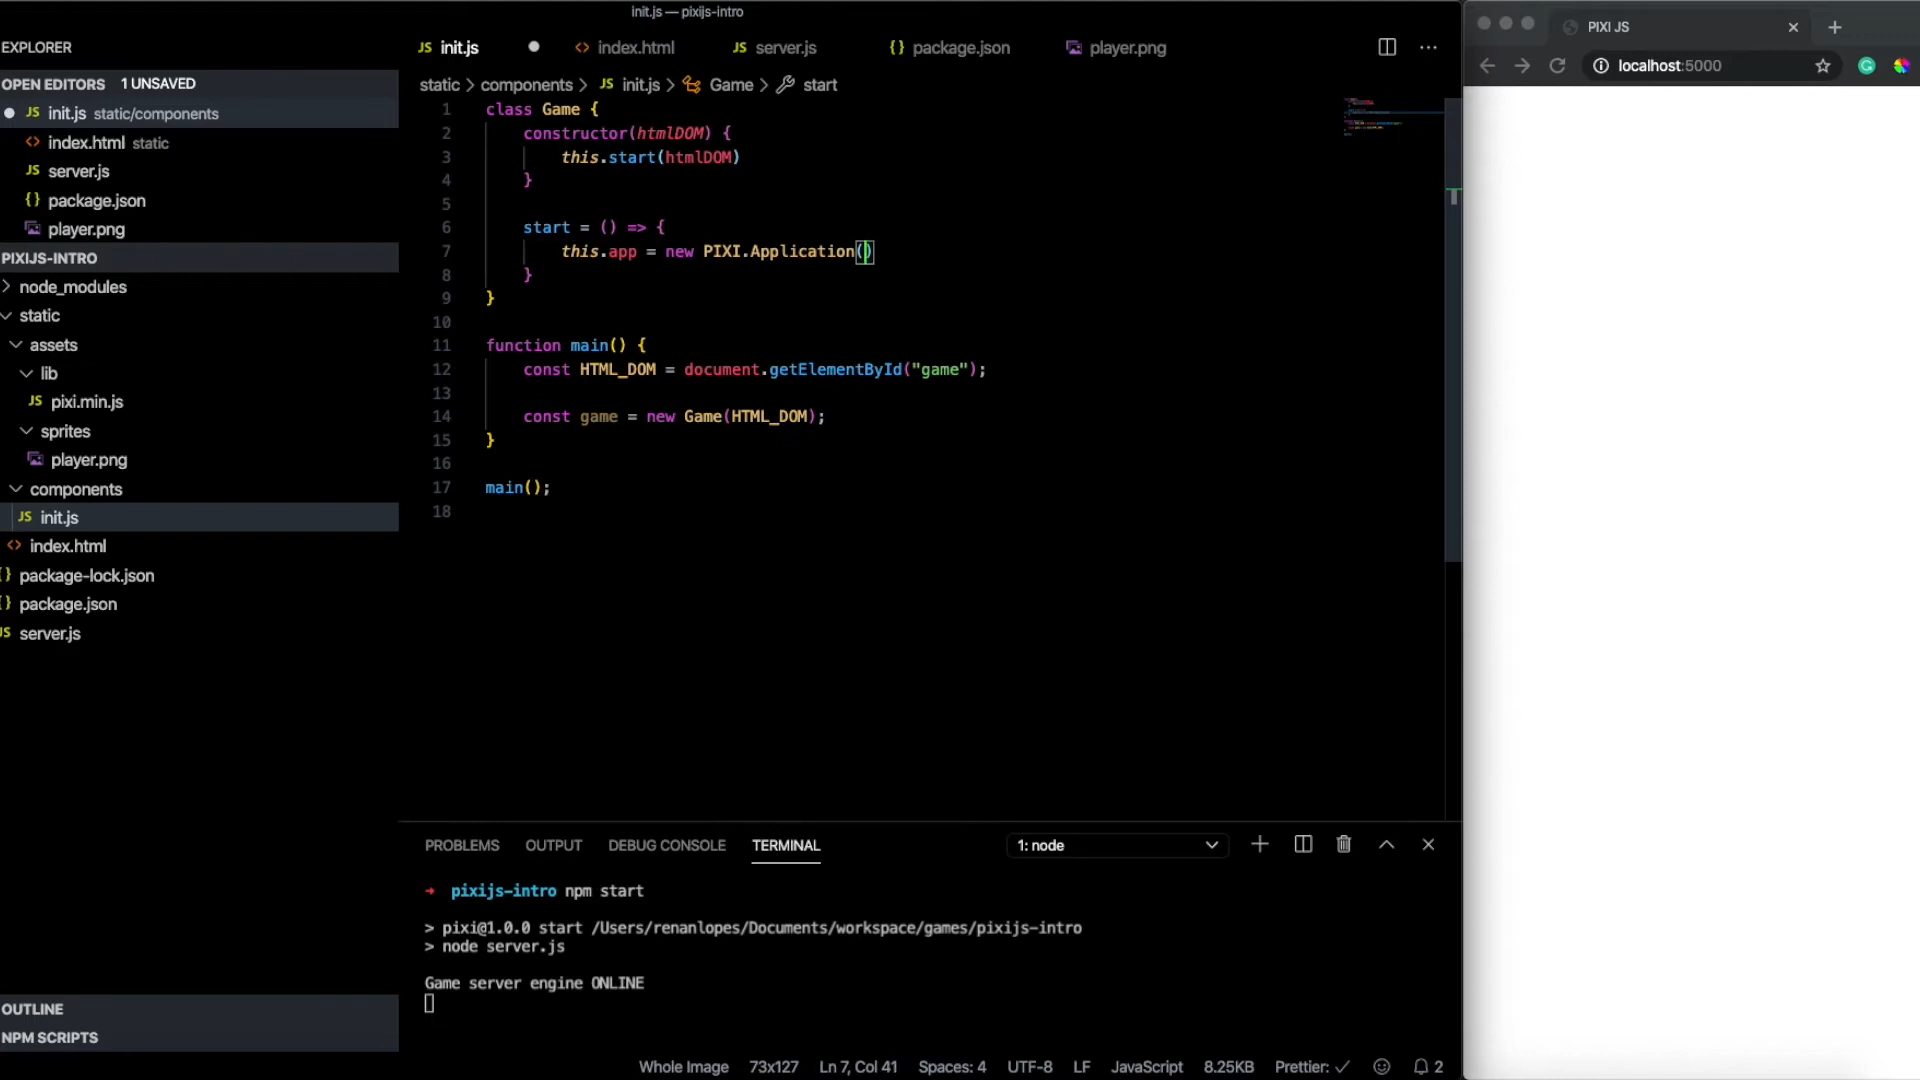 init.js — pixijs-intro
EXPLORER
OPEN EDITORS 1 UNSAVED
JS init.js static/components
<> index.html static
JS server.js
{} package.json
player.png
PIXIJS-INTRO
node_modules
static
assets
lib
JS pixi.min.js
sprites
player.png
components
JS init.js
<> index.html
{} package-lock.json
{} package.json
JS server.js
OUTLINE
NPM SCRIPTS
JS init.js <> index.html JS server.js {} package.json player.png
static > components > JS init.js > Game > start
1 class Game {
2 constructor(htmlDOM) {
3 this.start(htmlDOM)
4 }
5
6 start = () => {
7 this.app = new PIXI.Application()
8 }
9 }
10
11 function main() {
12 const HTML_DOM = document.getElementById("game");
13
14 const game = new Game(HTML_DOM);
15 }
16
17 main();
18
PROBLEMS OUTPUT DEBUG CONSOLE TERMINAL 1: node
→ pixijs-intro npm start
> pixi@1.0.0 start /Users/renanlopes/Documents/workspace/games/pixijs-intro
> node server.js
Game server engine ONLINE
Whole Image 73x127 Ln 7, Col 41 Spaces: 4 UTF-8 LF JavaScript 8.25KB Prettier: ✓ 2
PIXI JS
localhost:5000